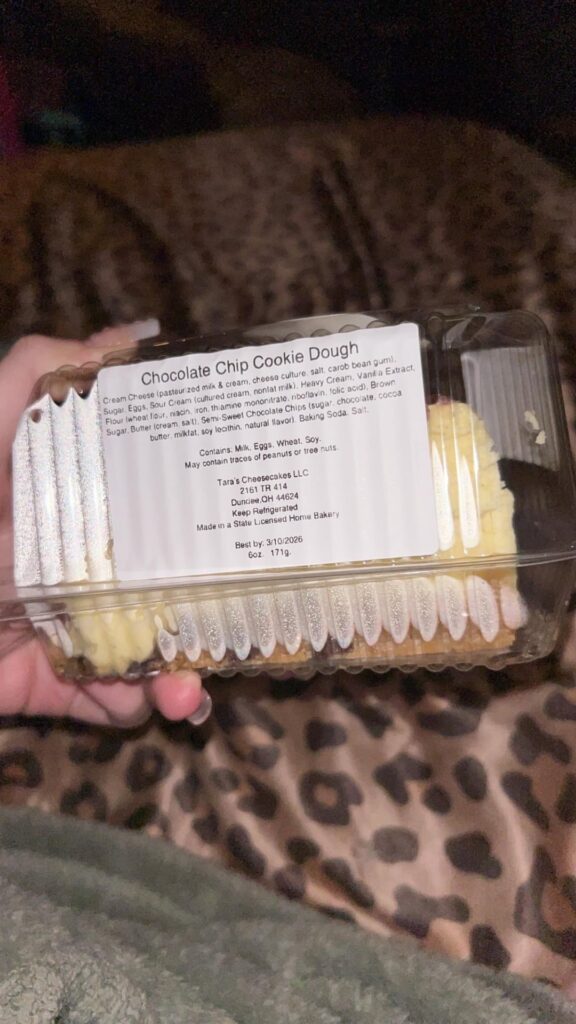 Chocolate Chip Cookie Dough
Cream Cheese (pasteurized milk & cream, cheese culture, salt, carob bean gum),
Sugar, Eggs, Sour Cream (cultured cream, nonfat milk), Heavy Cream, Vanilla Extract,
Flour (wheat flour, niacin, iron, thiamine mononitrate, riboflavin, folic acid), Brown
Sugar, Butter (cream, salt), Semi-Sweet Chocolate Chips (sugar, chocolate, cocoa
butter, milkfat, soy lecithin, natural flavor), Baking Soda, Salt.
Contains: Milk, Eggs, Wheat, Soy.
May contain traces of peanuts or tree nuts.
Tara's Cheesecakes LLC
2161 TR 414
Dundee,OH 44624
Keep Refrigerated
Made in a State Licensed Home Bakery
Best by: 3/10/2026
6oz. 171g.